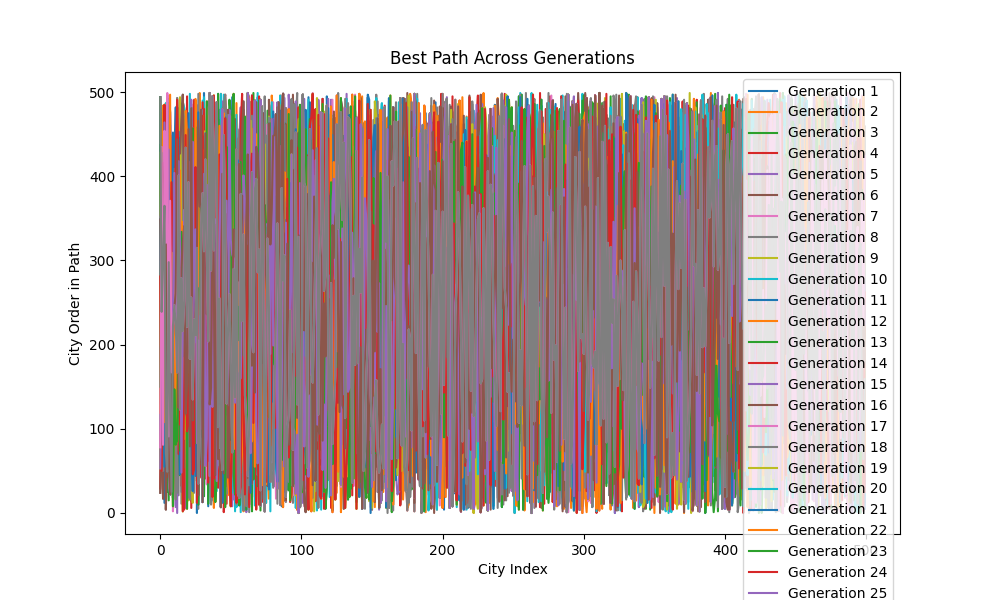 Best Path Across Generations
City Order in Path
500
400
300
200
100
0
0
100
200
300
400
500
City Index
Generation 1
Generation 2
Generation 3
Generation 4
Generation 5
Generation 6
Generation 7
Generation 8
Generation 9
Generation 10
Generation 11
Generation 12
Generation 13
Generation 14
Generation 15
Generation 16
Generation 17
Generation 18
Generation 19
Generation 20
Generation 21
Generation 22
Generation 23
Generation 24
Generation 25